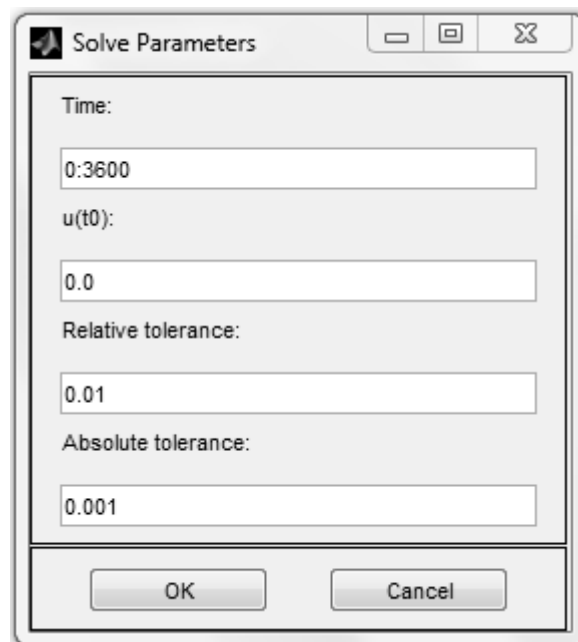 Solve Parameters
Time:
0:3600
u(t0):
0.0
Relative tolerance:
0.01
Absolute tolerance:
0.001
OK
Cancel